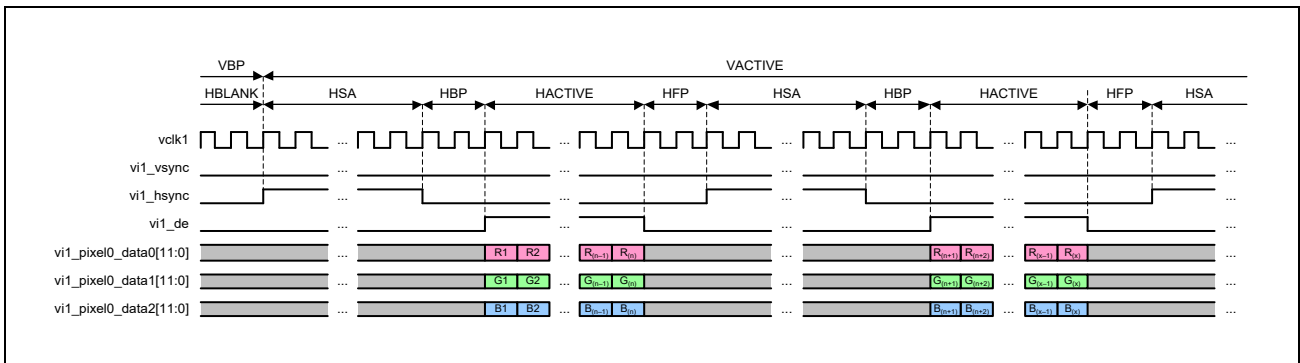 VBP VACTIVE
HBLANK HSA HBP HACTIVE HFP HSA HBP HACTIVE HFP HSA
vclk1 ... ... ... ... ... ...
vi1_vsync ... ... ... ... ... ...
vi1_hsync ... ... ... ... ... ...
vi1_de ... ... ... ... ... ...
vi1_pixel0_data0[11:0] ... R1 R2 ... R(n–1) R(n) ... R(n+1) R(n+2) ... R(x–1) R(x) ...
vi1_pixel0_data1[11:0] ... G1 G2 ... G(n–1) G(n) ... G(n+1) G(n+2) ... G(x–1) G(x) ...
vi1_pixel0_data2[11:0] ... B1 B2 ... B(n–1) B(n) ... B(n+1) B(n+2) ... B(x–1) B(x) ...